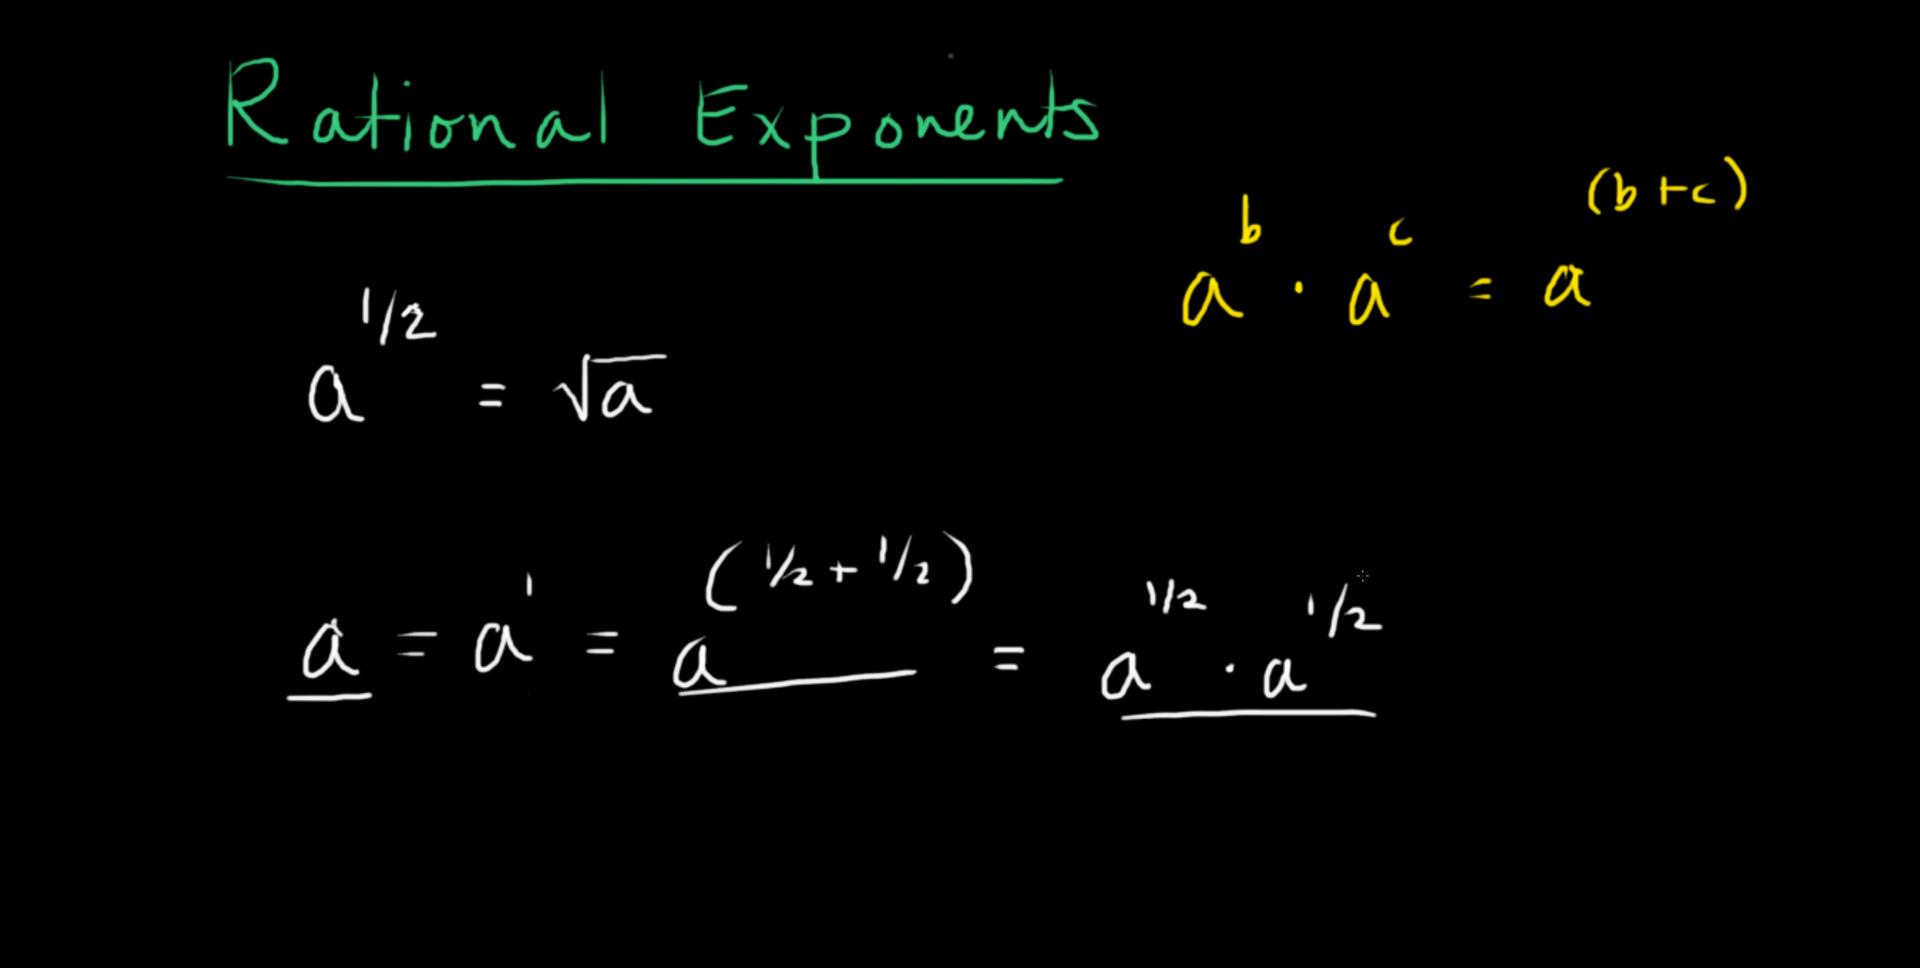 Rational Exponents
a^b · a^c = a^(b+c)
a^1/2 = √a
a = a^1 = a^(1/2 + 1/2) = a^1/2 · a^1/2